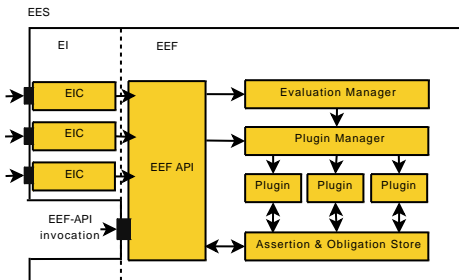 EES
EI
EEF
EIC
EIC
EIC
EEF API
EEF-API
invocation
Evaluation Manager
Plugin Manager
Plugin
Plugin
Plugin
Assertion & Obligation Store